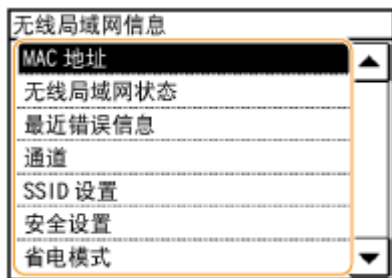 无线局域网信息
MAC 地址
无线局域网状态
最近错误信息
通道
SSID 设置
安全设置
省电模式